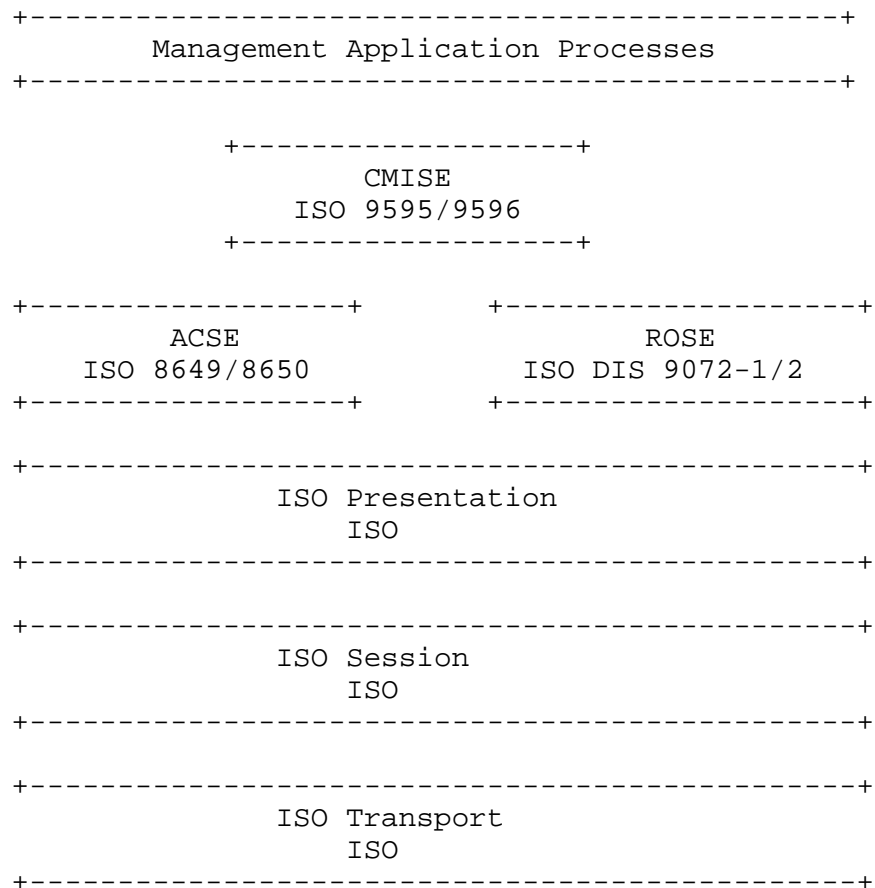 +-----------------------------------------------+
Management Application Processes
+-----------------------------------------------+
+-------------------+
CMISE
ISO 9595/9596
+-------------------+
+------------------+ +--------------------+
ACSE ROSE
ISO 8649/8650 ISO DIS 9072-1/2
+------------------+ +--------------------+
+-----------------------------------------------+
ISO Presentation
ISO
+-----------------------------------------------+
+-----------------------------------------------+
ISO Session
ISO
+-----------------------------------------------+
+-----------------------------------------------+
ISO Transport
ISO
+-----------------------------------------------+